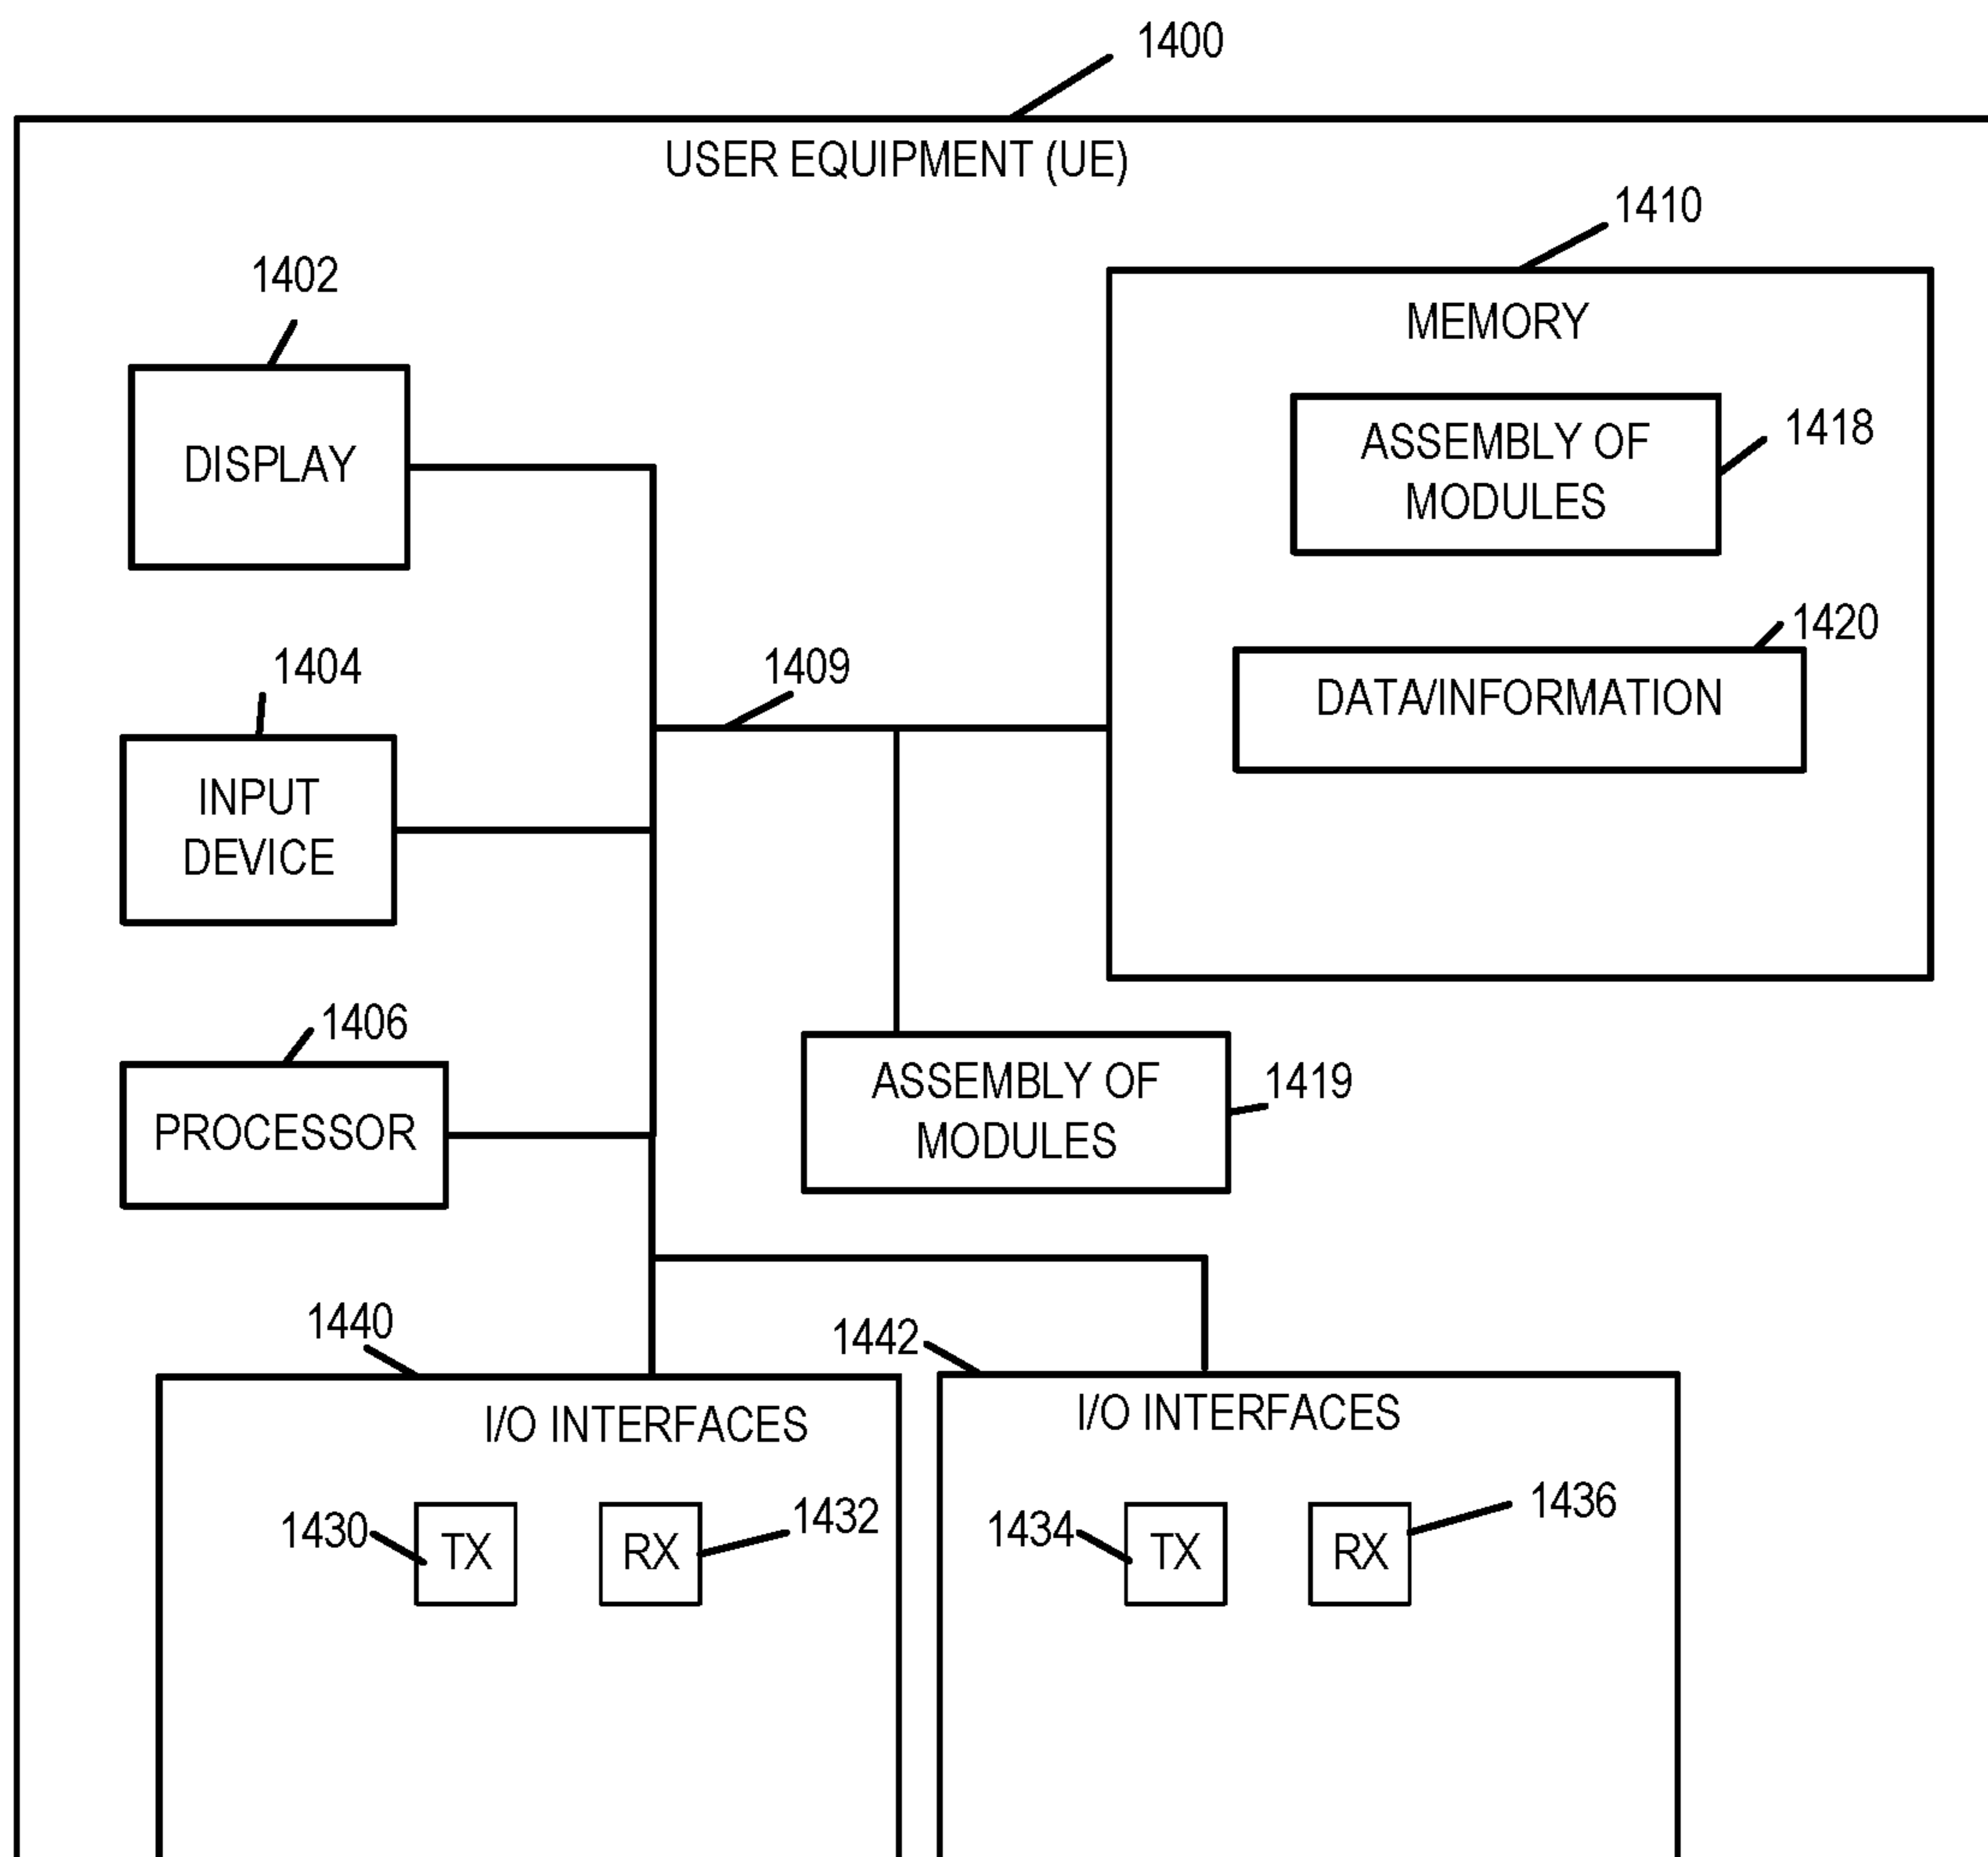 1400
USER EQUIPMENT (UE)
1410
1402
MEMORY
DISPLAY
ASSEMBLY OF
MODULES
1418
1420
DATA/INFORMATION
1404
1409
INPUT
DEVICE
1406
PROCESSOR
ASSEMBLY OF
MODULES
1419
1440
1442
I/O INTERFACES
I/O INTERFACES
1430
TX
RX
1432
1434
TX
RX
1436